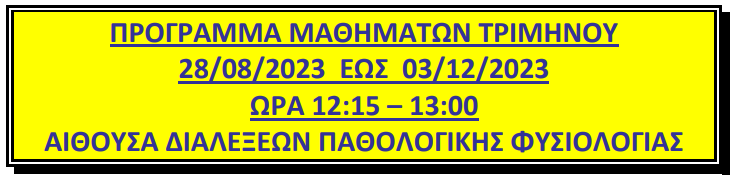 ΠΡΟΓΡΑΜΜΑ ΜΑΘΗΜΑΤΩΝ ΤΡΙΜΗΝΟΥ
28/08/2023 ΕΩΣ 03/12/2023
ΩΡΑ 12:15 – 13:00
ΑΙΘΟΥΣΑ ΔΙΑΛΕΞΕΩΝ ΠΑΘΟΛΟΓΙΚΗΣ ΦΥΣΙΟΛΟΓΙΑΣ